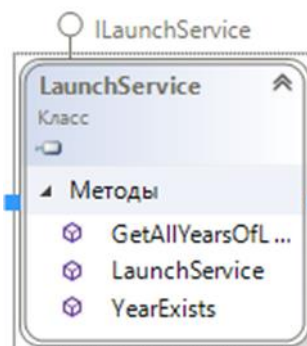 ILaunchService
LaunchService
Класс
Методы
GetAllYearsOfL ...
LaunchService
YearExists